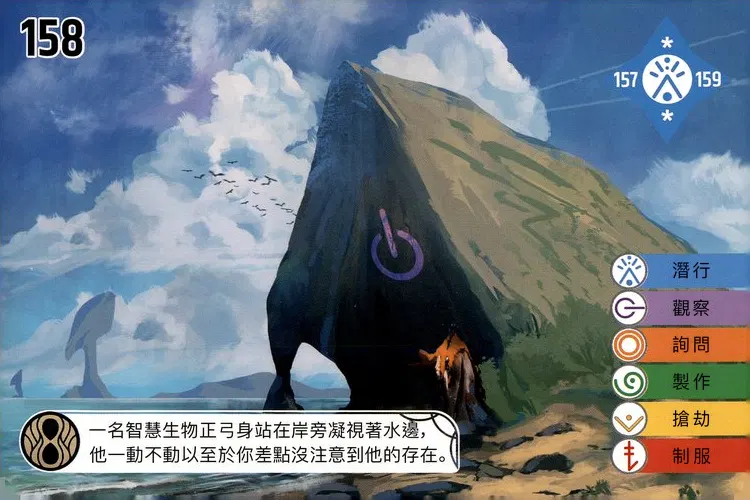 158
*
157 159
*
潛行
觀察
詢問
製作
搶劫
制服
一名智慧生物正弓身站在岸旁凝視著水邊,
他一動不動以至於你差點沒注意到他的存在。